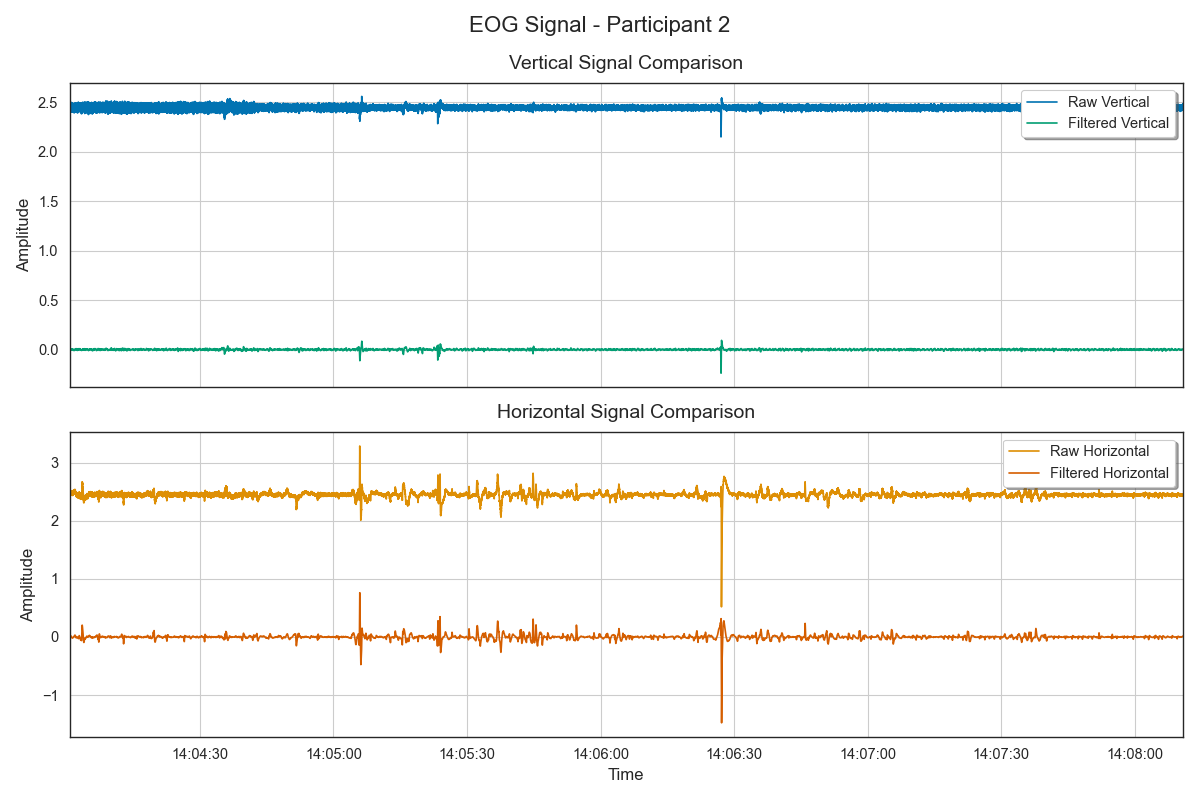 EOG Signal - Participant 2
Vertical Signal Comparison
Raw Vertical
Filtered Vertical
Amplitude
2.5
2.0
1.5
1.0
0.5
0.0
Horizontal Signal Comparison
Raw Horizontal
Filtered Horizontal
Amplitude
3
2
1
0
−1
14:04:30 14:05:00 14:05:30 14:06:00 14:06:30 14:07:00 14:07:30 14:08:00
Time